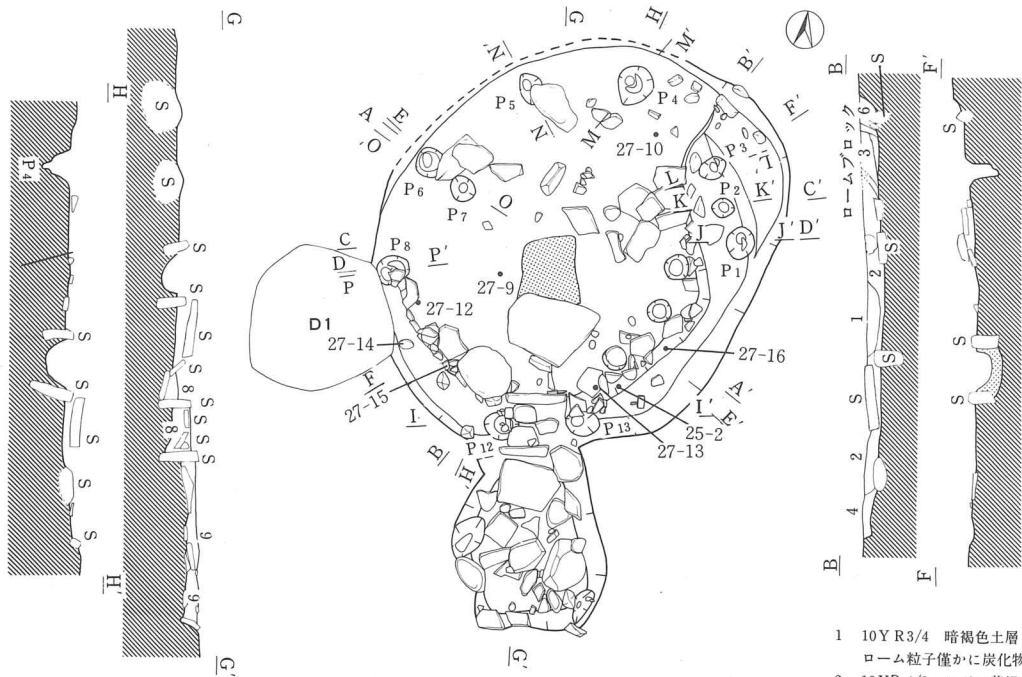 G
H
S
S
P4
S
S
S
S
S
S
8
S
S
8
S
S
9
9
H'
G'
G
H
M'
N'
B'
A
E
O'
P5
P4
F'
N
M
27-10
P3
L'
P6
L
C'
P7
O
K
P2
K'
J
J'
D'
C
P8
P'
P1
D
P
27-9
27-12
D1
27-14
27-16
F
27-15
A'
I
I'
E'
B
P12
P13
25-2
H'
27-13
G'
B
S
F'
6
S
ロームブロック
3
S
2
1
S
S
S
S
2
4
B
F
1 10YR3/4 暗褐色土層
ローム粒子僅かに炭化物